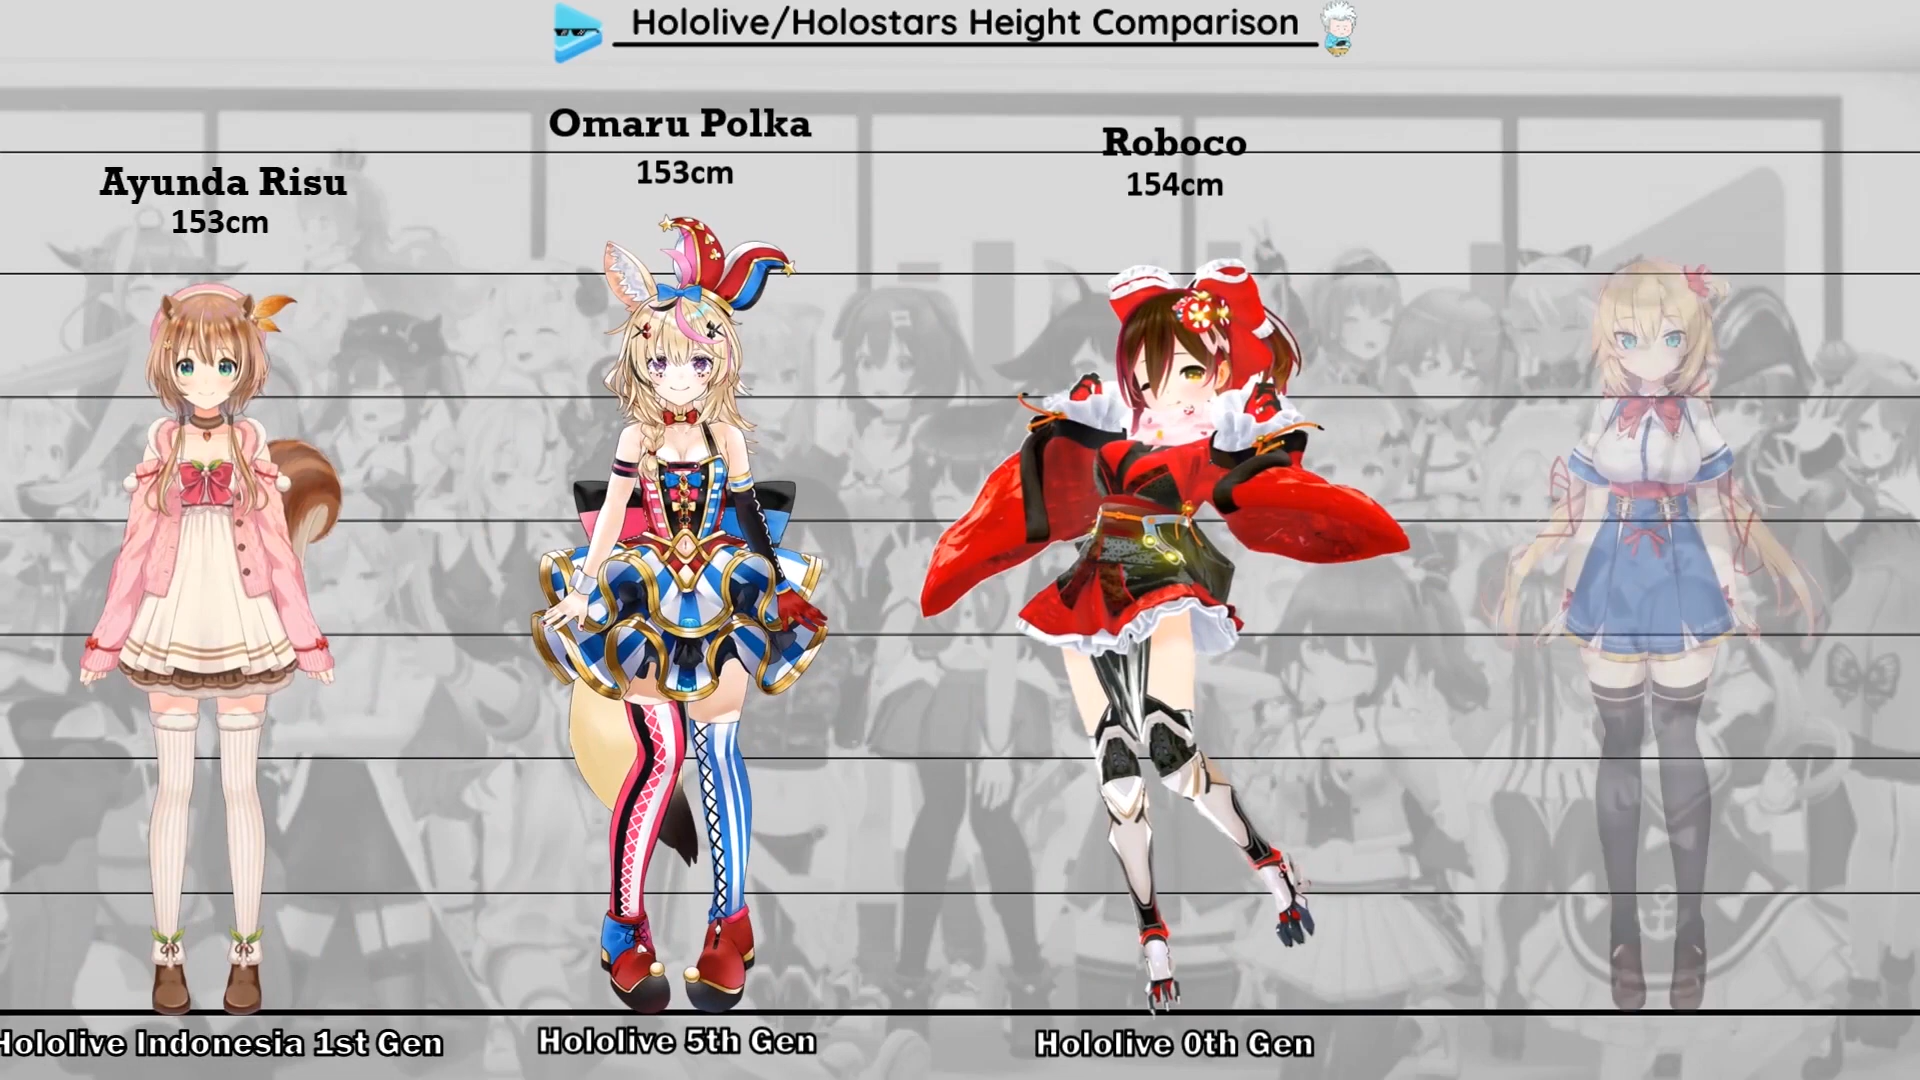 Hololive/Holostars Height Comparison
Ayunda Risu
153cm
Omaru Polka
153cm
Roboco
154cm
Hololive Indonesia 1st Gen
Hololive 5th Gen
Hololive 0th Gen